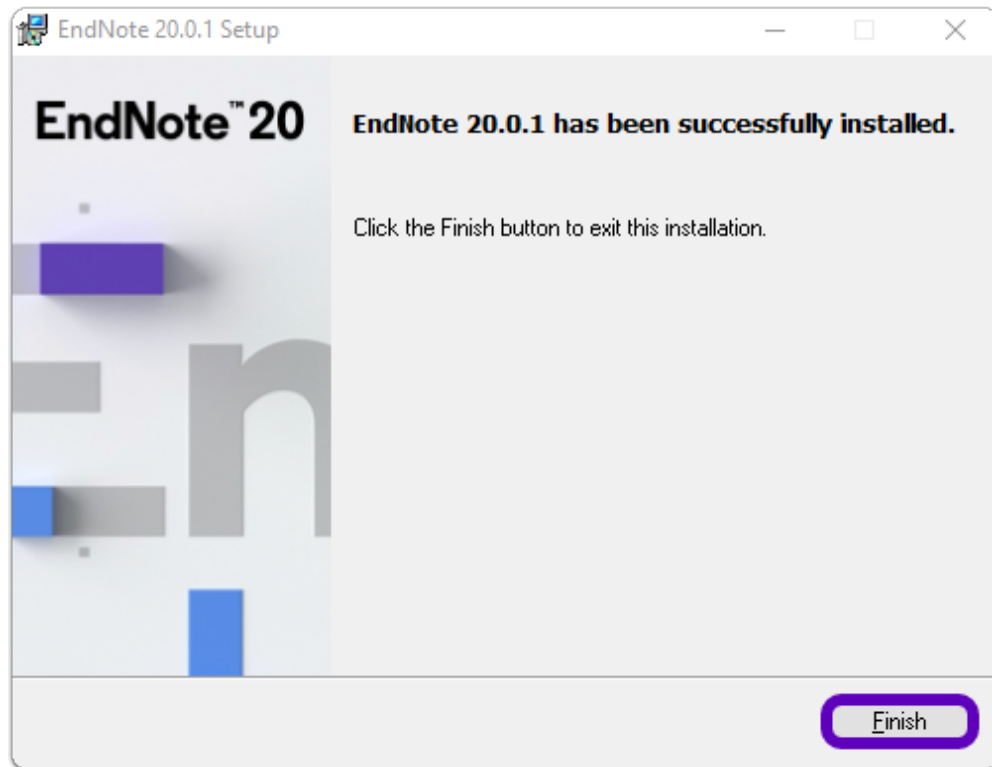 EndNote 20.0.1 Setup
EndNote™20
EndNote 20.0.1 has been successfully installed.
Click the Finish button to exit this installation.
En
Finish